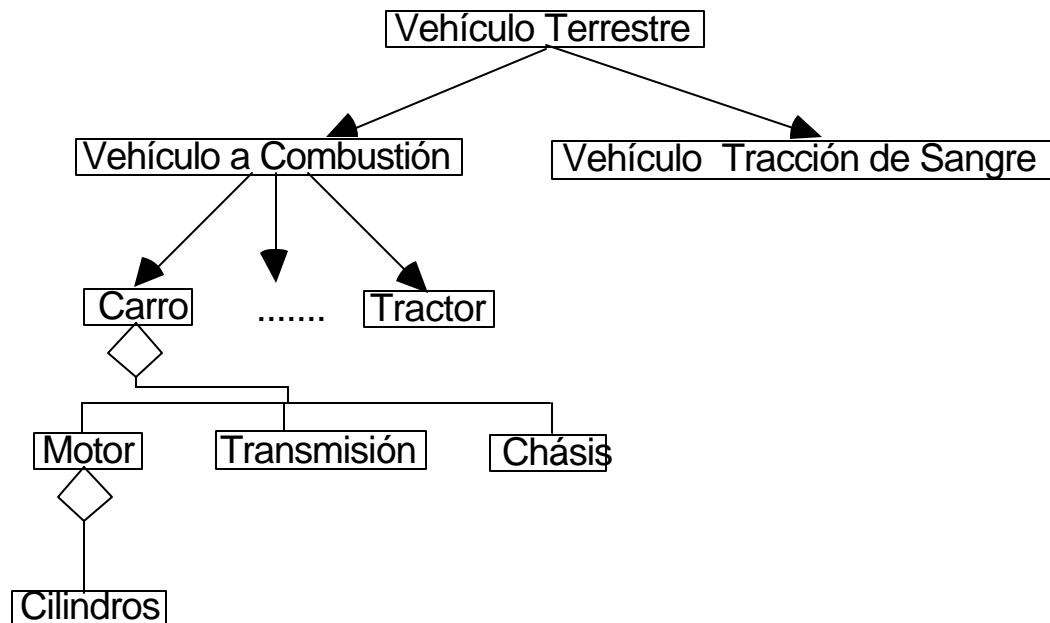 Vehículo Terrestre
Vehículo a Combustión
Vehículo Tracción de Sangre
Carro
.......
Tractor
Motor
Transmisión
Chásis
Cilindros